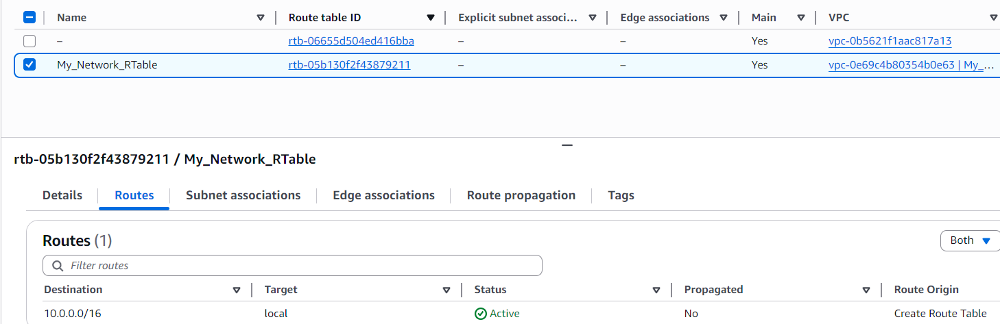 Name Route table ID Explicit subnet associ... Edge associations Main VPC
– rtb-06655d504ed416bba – – Yes vpc-0b5621f1aac817a13
My_Network_RTable rtb-05b130f2f43879211 – – Yes vpc-0e69c4b80354b0e63 | My_...
rtb-05b130f2f43879211 / My_Network_RTable
Details Routes Subnet associations Edge associations Route propagation Tags
Routes (1) Both
Filter routes
Destination Target Status Propagated Route Origin
10.0.0.0/16 local Active No Create Route Table